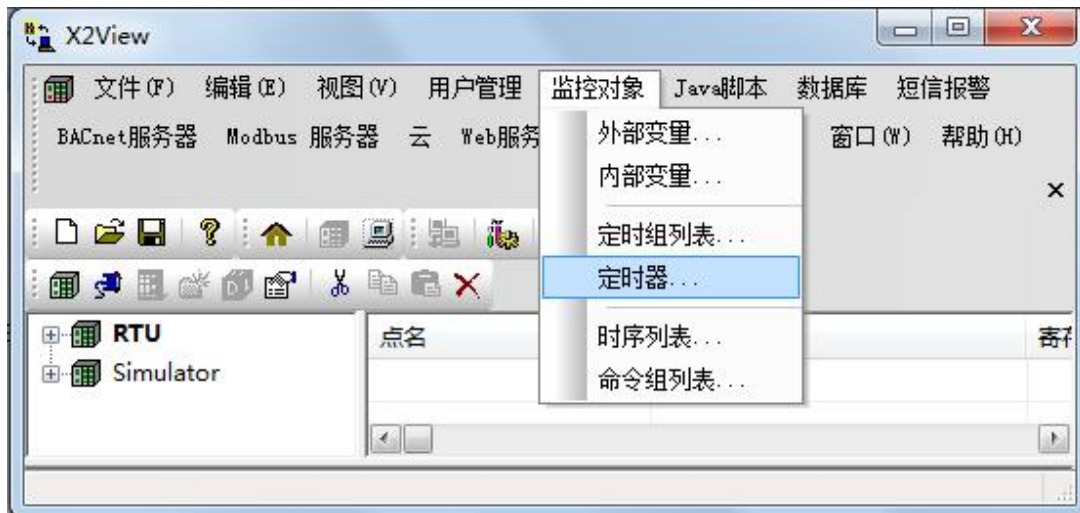 X2View
文件(F) 编辑(E) 视图(V) 用户管理 监控对象 Java脚本 数据库 短信报警
BACnet服务器 Modbus 服务器 云 Web服务 窗口(W) 帮助(H)
外部变量...
内部变量...
定时组列表...
定时器...
时序列表...
命令组列表...
RTU
Simulator
点名